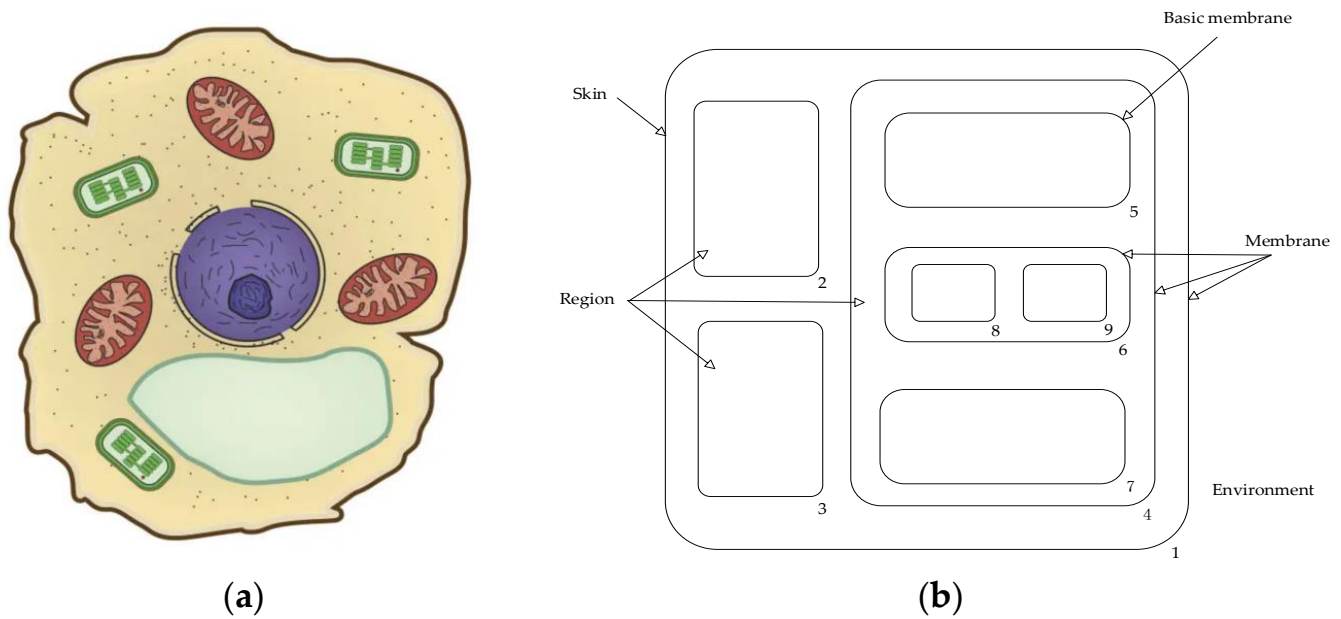 Basic membrane
Skin
5
Membrane
2
Region
8
9
6
7
Environment
3
4
1
(a)
(b)